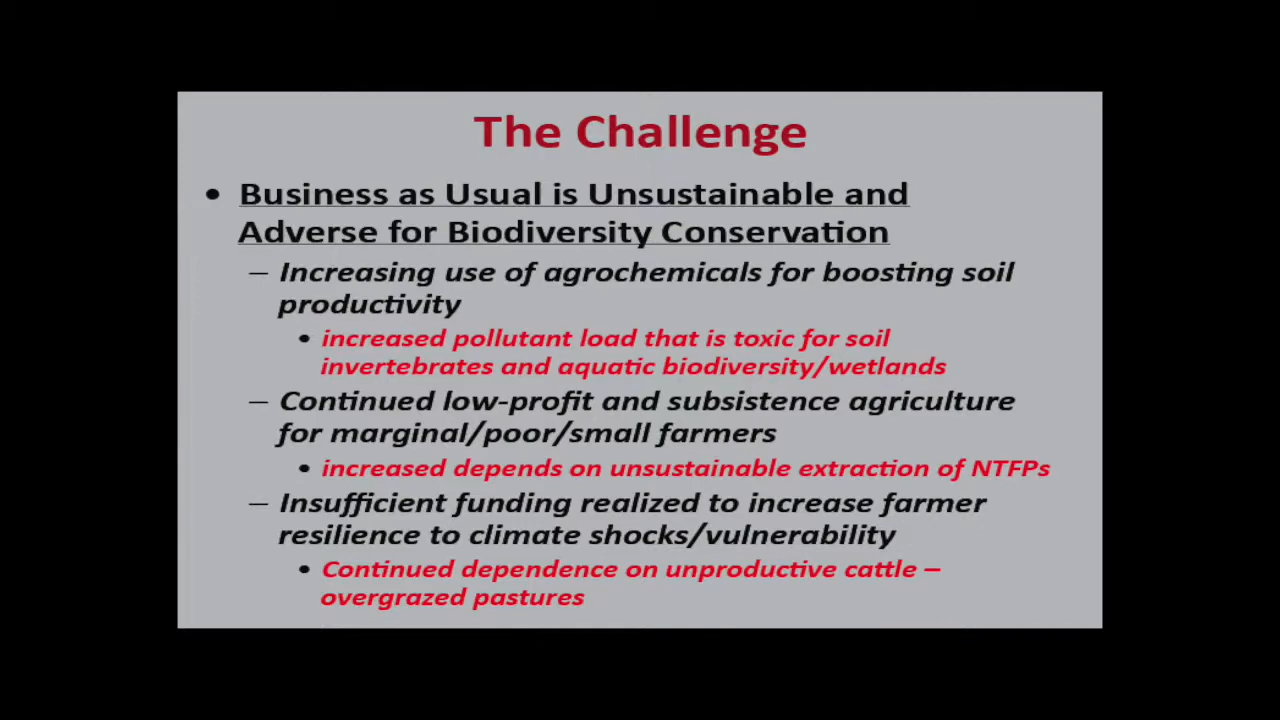 The Challenge
• Business as Usual is Unsustainable and
Adverse for Biodiversity Conservation
– Increasing use of agrochemicals for boosting soil
productivity
• increased pollutant load that is toxic for soil
invertebrates and aquatic biodiversity/wetlands
– Continued low-profit and subsistence agriculture
for marginal/poor/small farmers
• increased depends on unsustainable extraction of NTFPs
– Insufficient funding realized to increase farmer
resilience to climate shocks/vulnerability
• Continued dependence on unproductive cattle –
overgrazed pastures